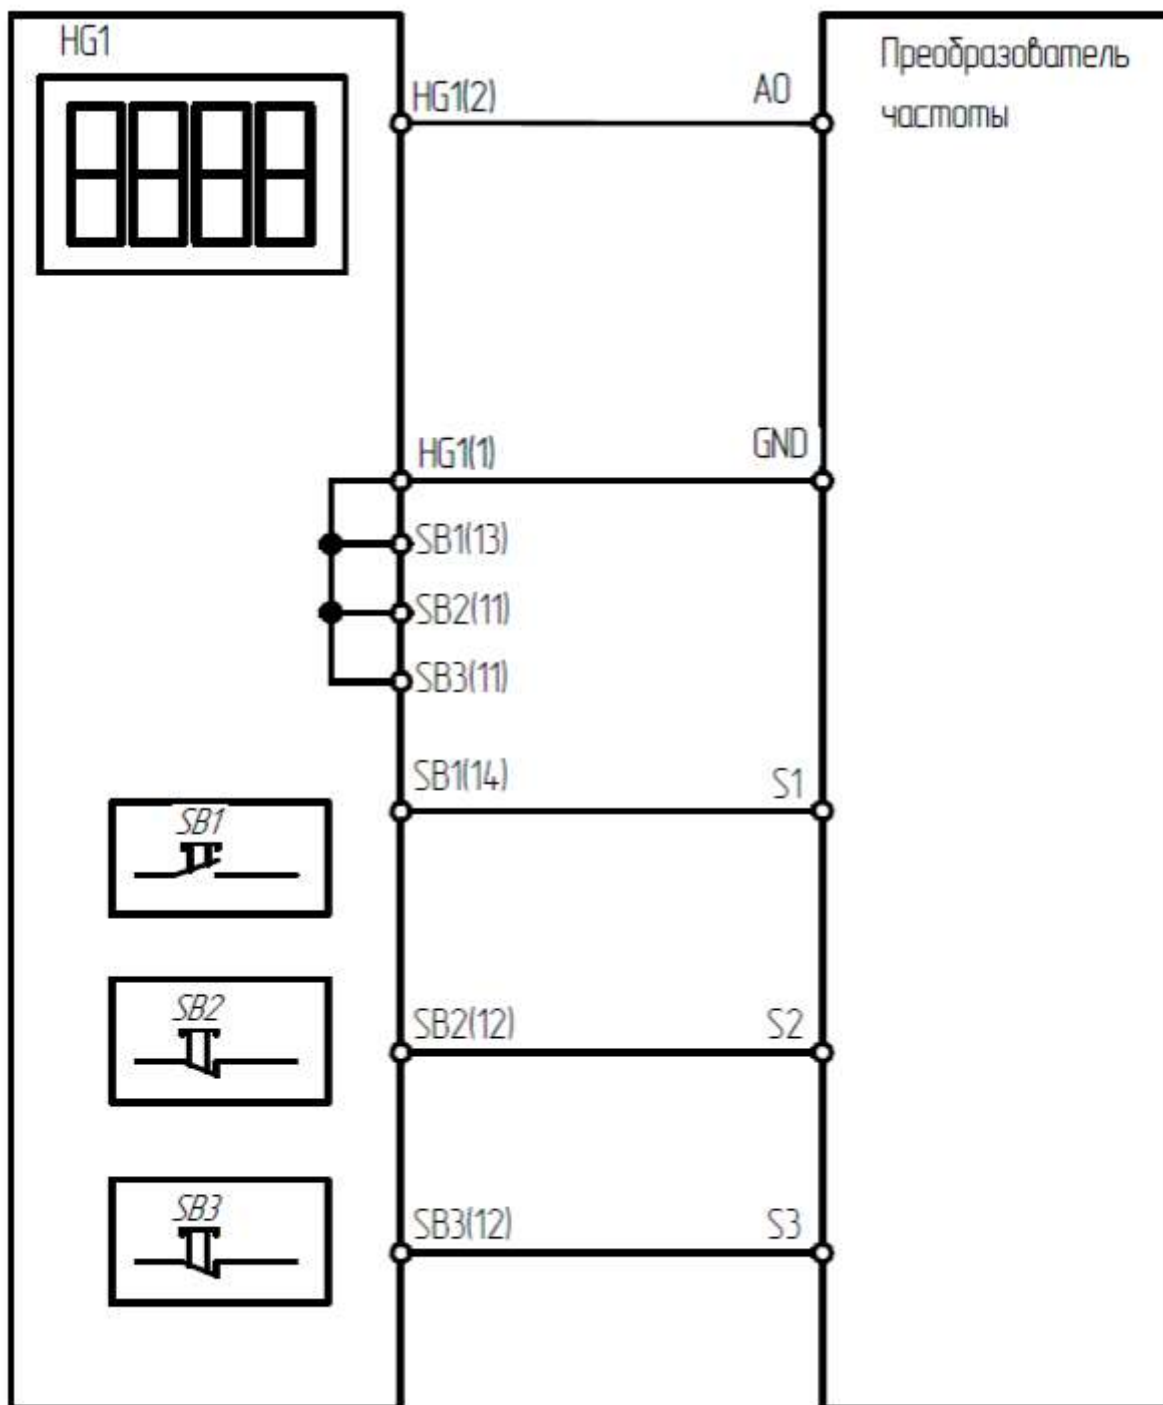 HG1
Преобразователь
частоты
HG1(2)
AO
HG1(1)
GND
SB1(13)
SB2(11)
SB3(11)
SB1(14)
S1
SB1
SB2(12)
S2
SB2
SB3(12)
S3
SB3